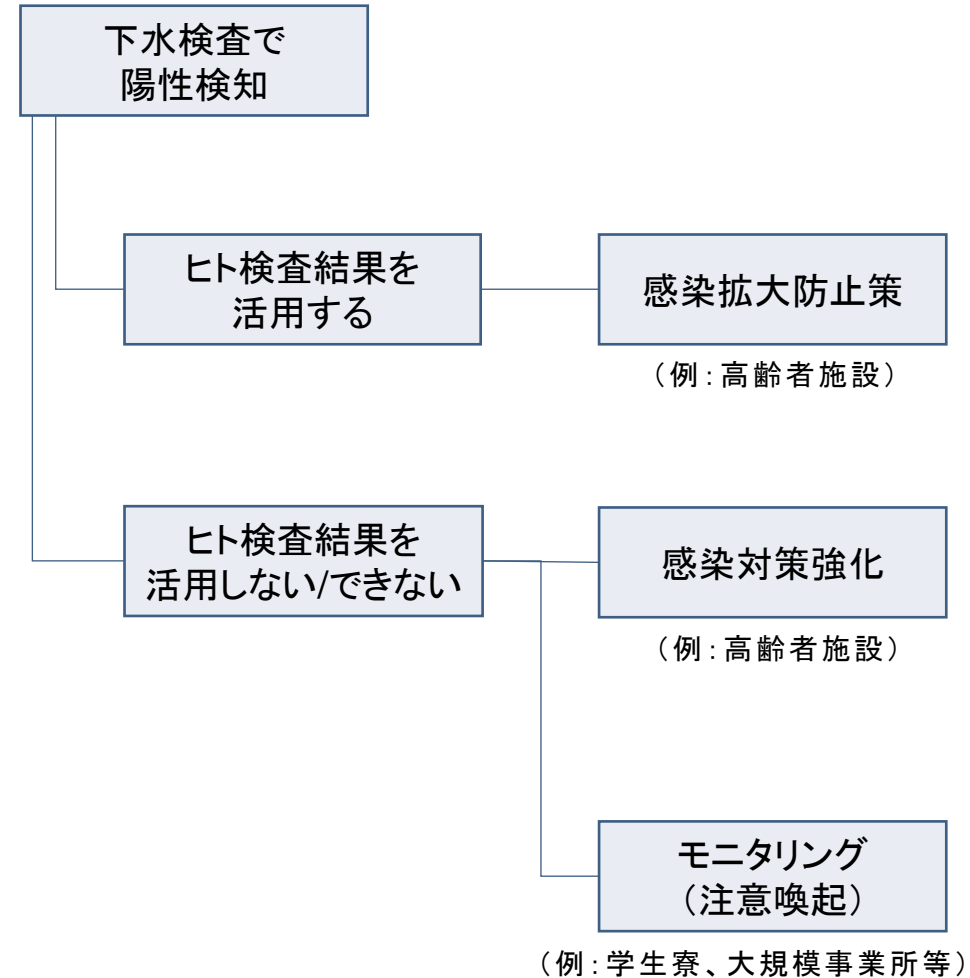 下水検査で
陽性検知
ヒト検査結果を
活用する
感染拡大防止策
（例：高齢者施設）
ヒト検査結果を
活用しない/できない
感染対策強化
（例：高齢者施設）
モニタリング
（注意喚起）
（例：学生寮、大規模事業所等）